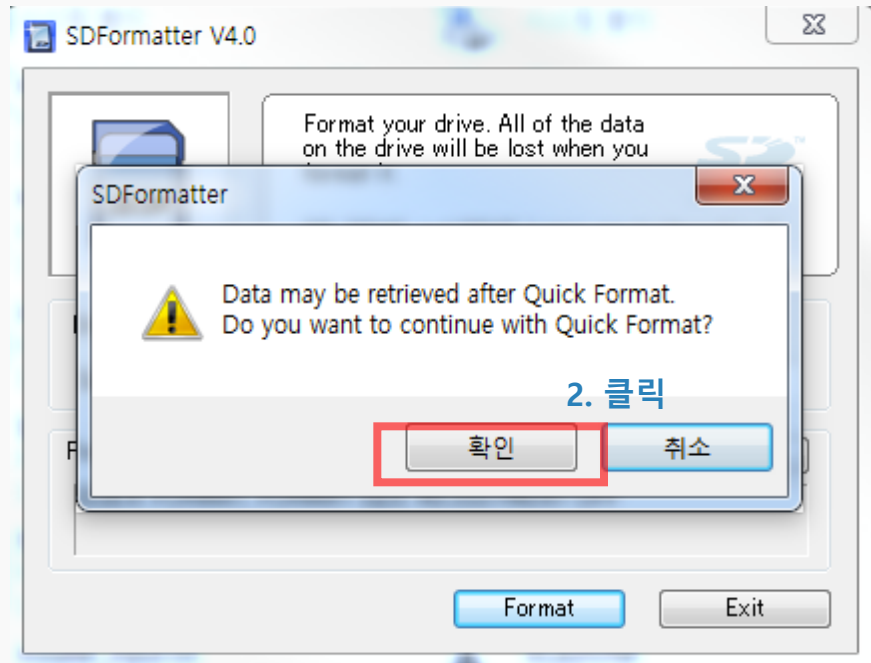 SDFormatter V4.0
Format your drive. All of the data
on the drive will be lost when you
SDFormatter
Data may be retrieved after Quick Format.
Do you want to continue with Quick Format?
2. 클릭
확인
취소
Format
Exit